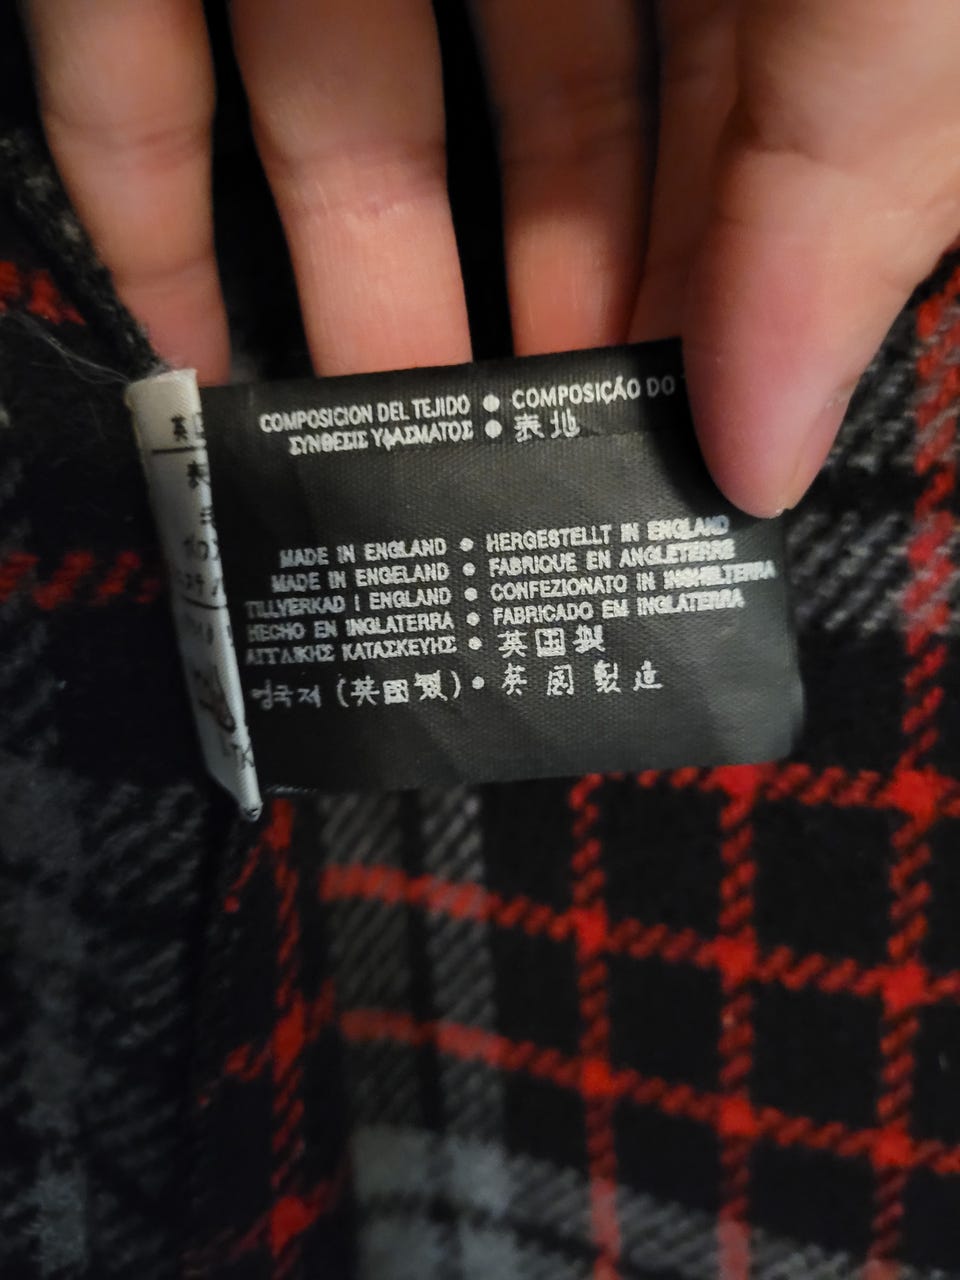 COMPOSICION DEL TEJIDO ● COMPOSIÇÃO DO
ΣΥΝΘΕΣΙΣ ΥΦΑΣΜΑΤΟΣ ● 表地
MADE IN ENGLAND ● HERGESTELLT IN ENGLAND
MADE IN ENGELAND ● FABRIQUE EN ANGLETERRE
TILLVERKAD I ENGLAND ● CONFEZIONATO IN INGHILTERRA
HECHO EN INGLATERRA ● FABRICADO EM INGLATERRA
ΑΓΓΛΙΚΗΣ ΚΑΤΑΣΚΕΥΗΣ ● 英国製
영국제 (英國製) ● 英國製造